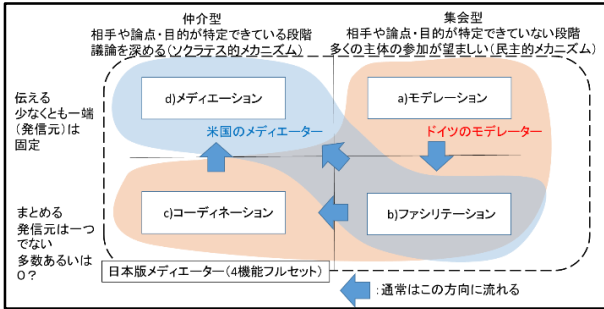 仲介型
相手や論点・目的が特定できている段階
議論を深める(ソクラテス的メカニズム)
集会型
相手や論点・目的が特定できていない段階
多くの主体の参加が望ましい(民主的メカニズム)
伝える
少なくとも一端
(発信元)は
固定
d)メディエーション
a)モデレーション
米国のメディエーター
ドイツのモデレーター
まとめる
発信元は一つ
でない
多数あるいは
0?
c)コーディネーション
b)ファシリテーション
日本版メディエーター(4機能フルセット)
:通常はこの方向に流れる